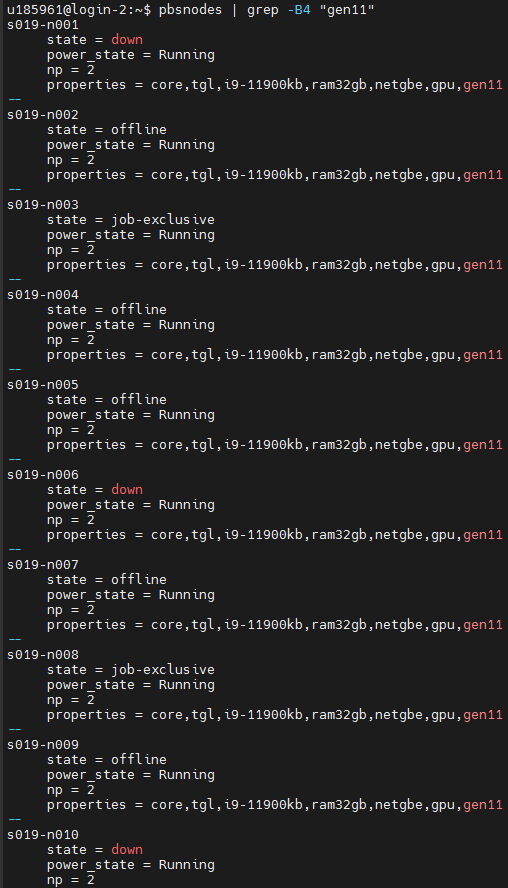 u185961@login-2:~$ pbsnodes | grep -B4 "gen11"
s019-n001
     state = down
     power_state = Running
     np = 2
     properties = core,tgl,i9-11900kb,ram32gb,netgbe,gpu,gen11
--
s019-n002
     state = offline
     power_state = Running
     np = 2
     properties = core,tgl,i9-11900kb,ram32gb,netgbe,gpu,gen11
--
s019-n003
     state = job-exclusive
     power_state = Running
     np = 2
     properties = core,tgl,i9-11900kb,ram32gb,netgbe,gpu,gen11
--
s019-n004
     state = offline
     power_state = Running
     np = 2
     properties = core,tgl,i9-11900kb,ram32gb,netgbe,gpu,gen11
--
s019-n005
     state = offline
     power_state = Running
     np = 2
     properties = core,tgl,i9-11900kb,ram32gb,netgbe,gpu,gen11
--
s019-n006
     state = down
     power_state = Running
     np = 2
     properties = core,tgl,i9-11900kb,ram32gb,netgbe,gpu,gen11
--
s019-n007
     state = offline
     power_state = Running
     np = 2
     properties = core,tgl,i9-11900kb,ram32gb,netgbe,gpu,gen11
--
s019-n008
     state = job-exclusive
     power_state = Running
     np = 2
     properties = core,tgl,i9-11900kb,ram32gb,netgbe,gpu,gen11
--
s019-n009
     state = offline
     power_state = Running
     np = 2
     properties = core,tgl,i9-11900kb,ram32gb,netgbe,gpu,gen11
--
s019-n010
     state = down
     power_state = Running
     np = 2